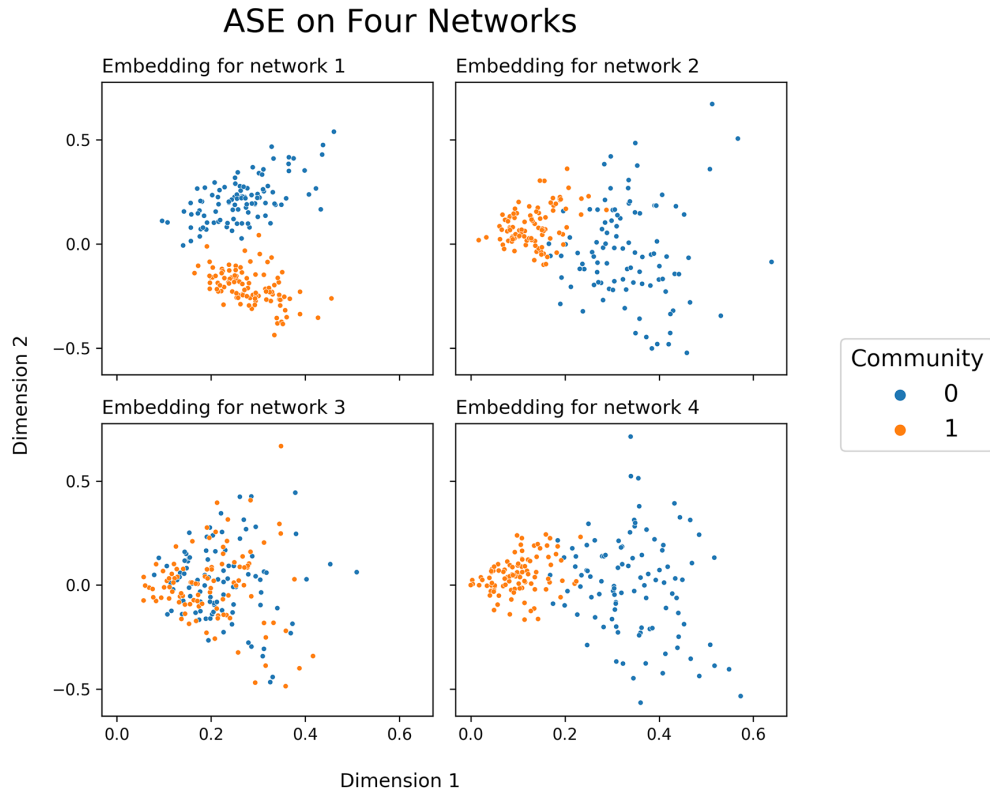 ASE on Four Networks
Embedding for network 1
Embedding for network 2
0.5
0.0
−0.5
Embedding for network 3
Embedding for network 4
0.5
0.0
−0.5
0.0 0.2 0.4 0.6
0.0 0.2 0.4 0.6
Dimension 2
Dimension 1
Community
0
1